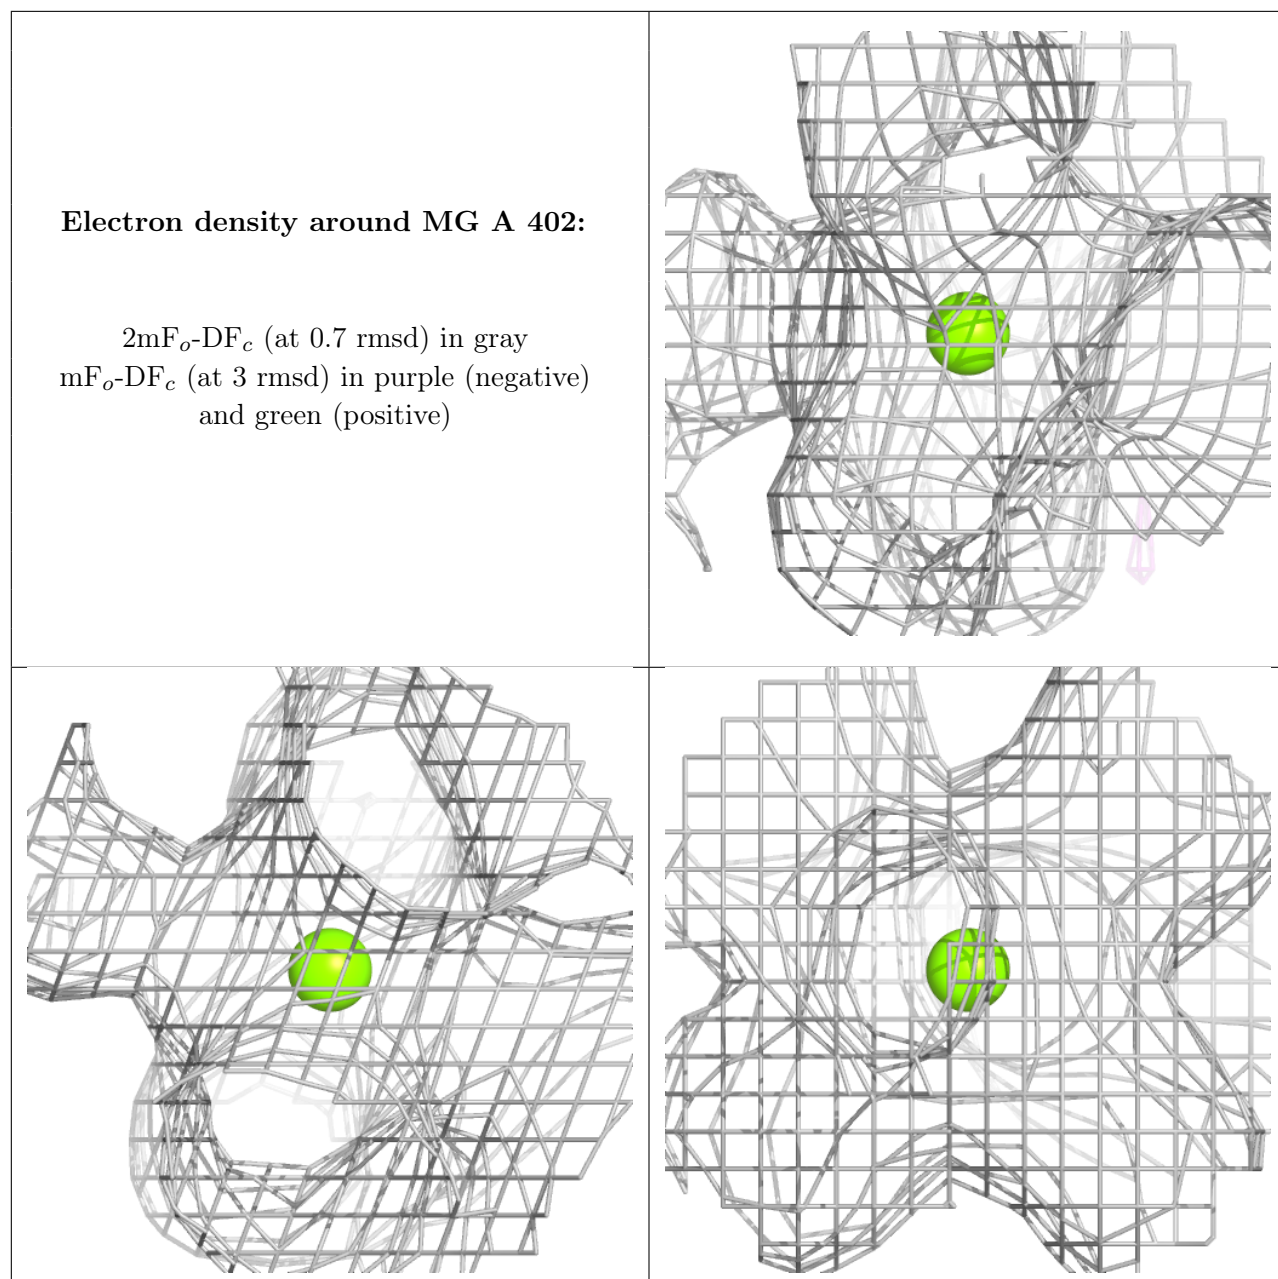 Electron density around MG A 402:
2mFₒ-DF𝒸 (at 0.7 rmsd) in gray
mFₒ-DF𝒸 (at 3 rmsd) in purple (negative)
and green (positive)